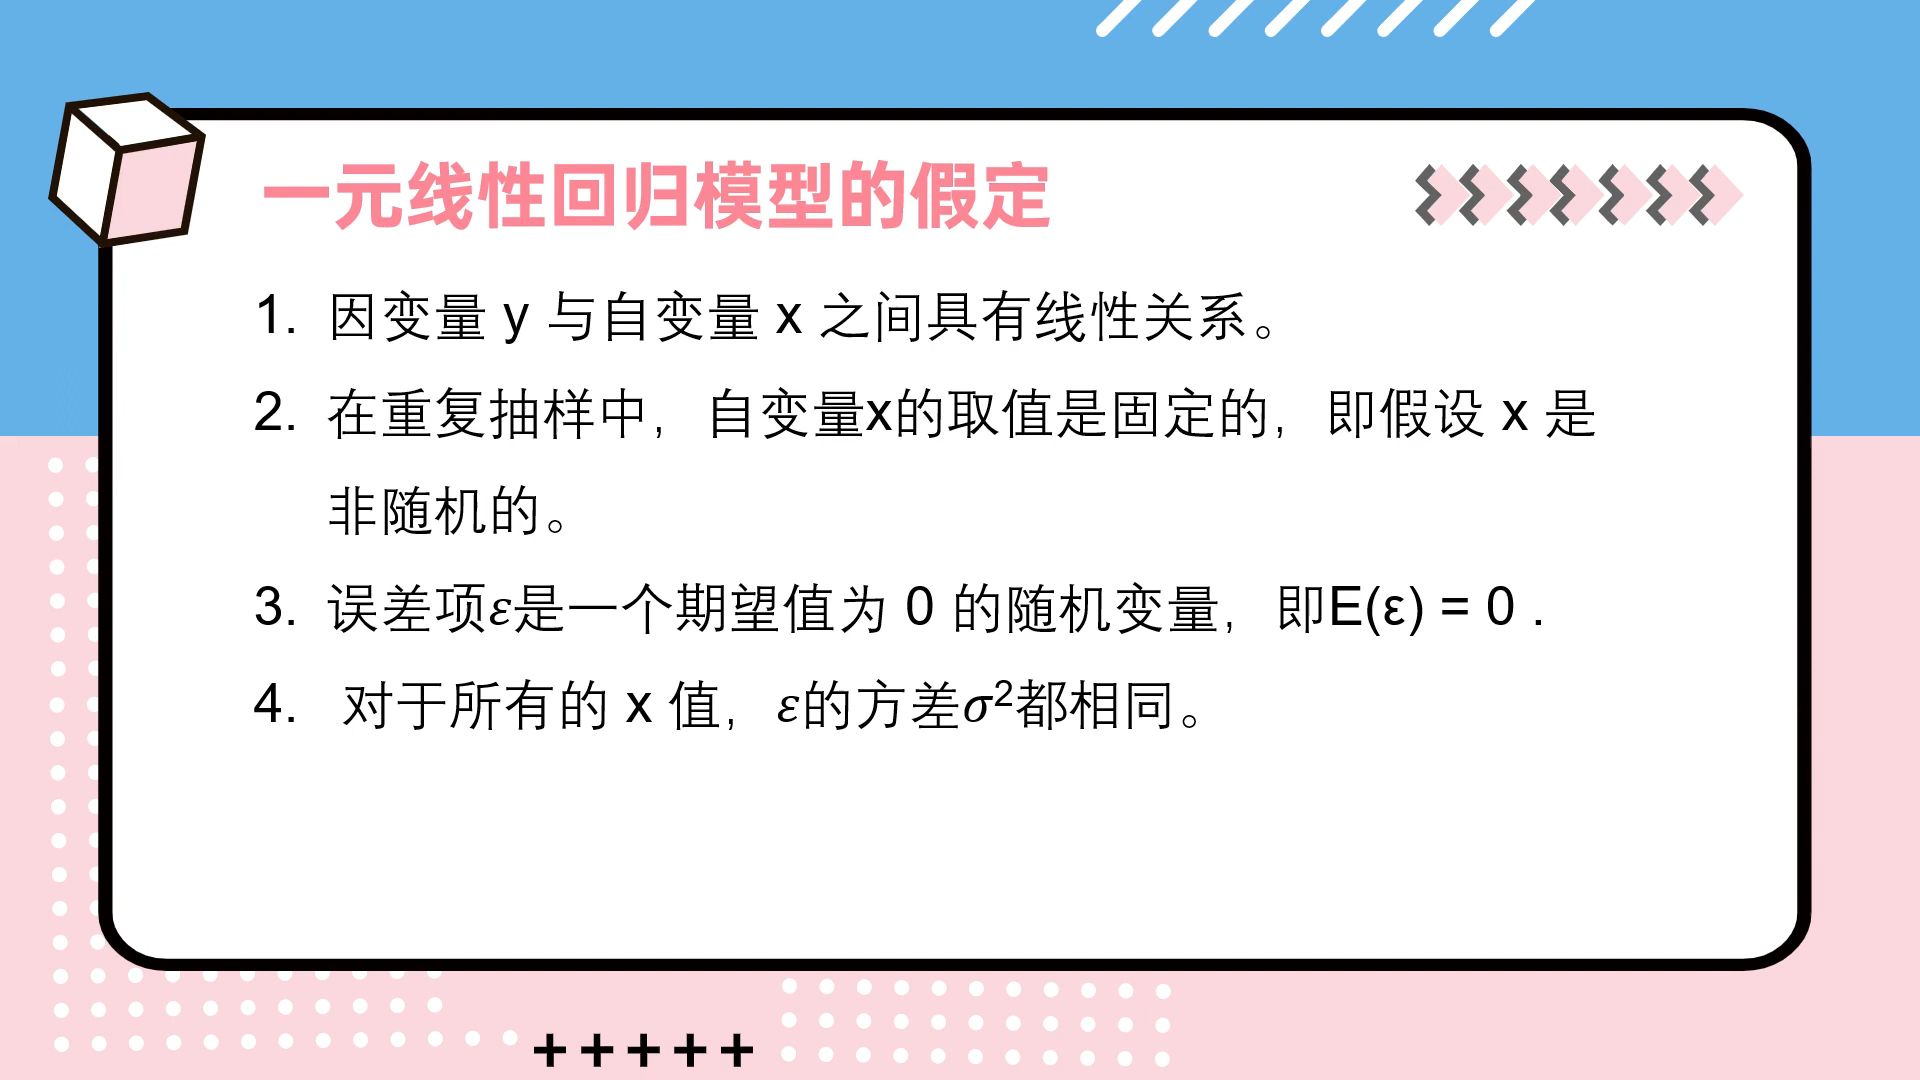 一元线性回归模型的假定
1. 因变量 y 与自变量 x 之间具有线性关系。
2. 在重复抽样中，自变量x的取值是固定的，即假设 x 是
非随机的。
3. 误差项ε是一个期望值为 0 的随机变量，即E(ε) = 0 .
4. 对于所有的 x 值，ε的方差σ²都相同。